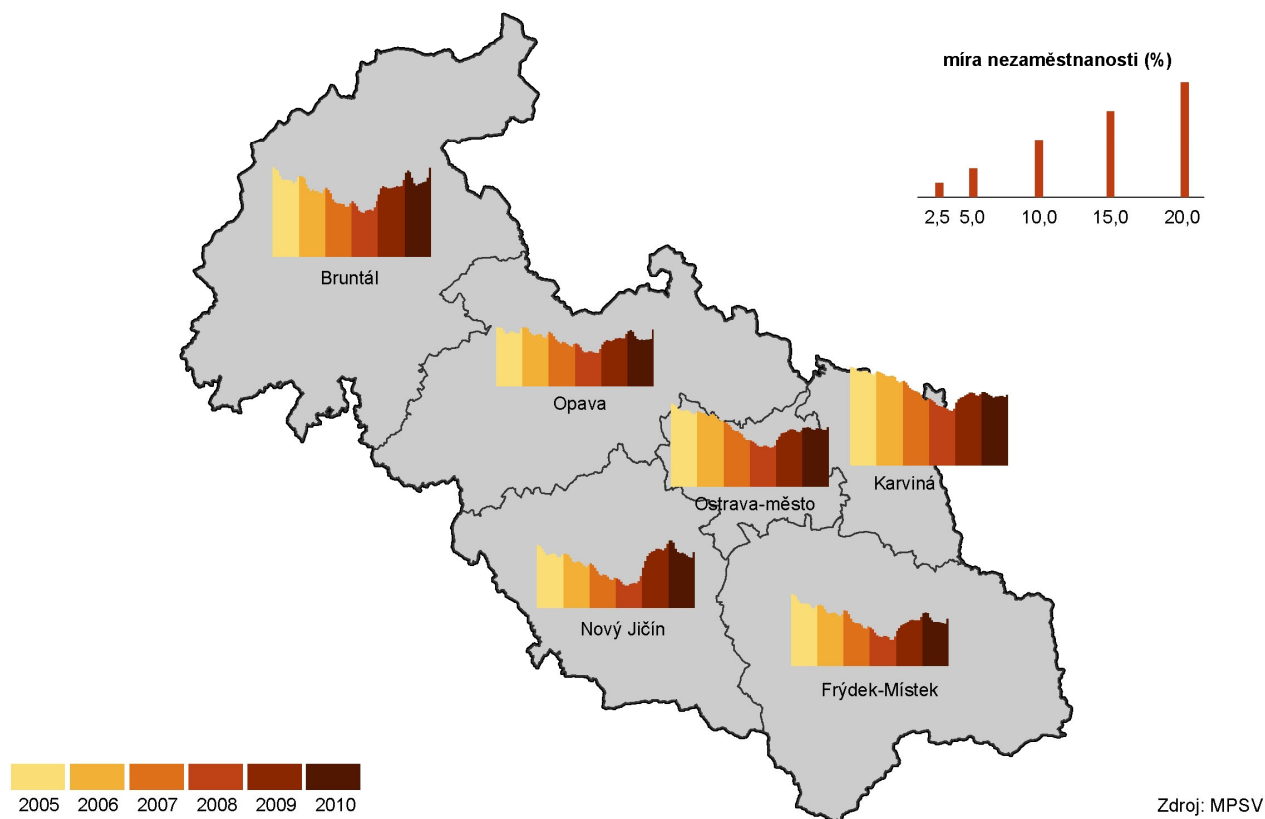 míra nezaměstnanosti (%)
2,5 5,0 10,0 15,0 20,0
Bruntál
Opava
Karviná
Ostrava-město
Nový Jičín
Frýdek-Místek
2005 2006 2007 2008 2009 2010
Zdroj: MPSV